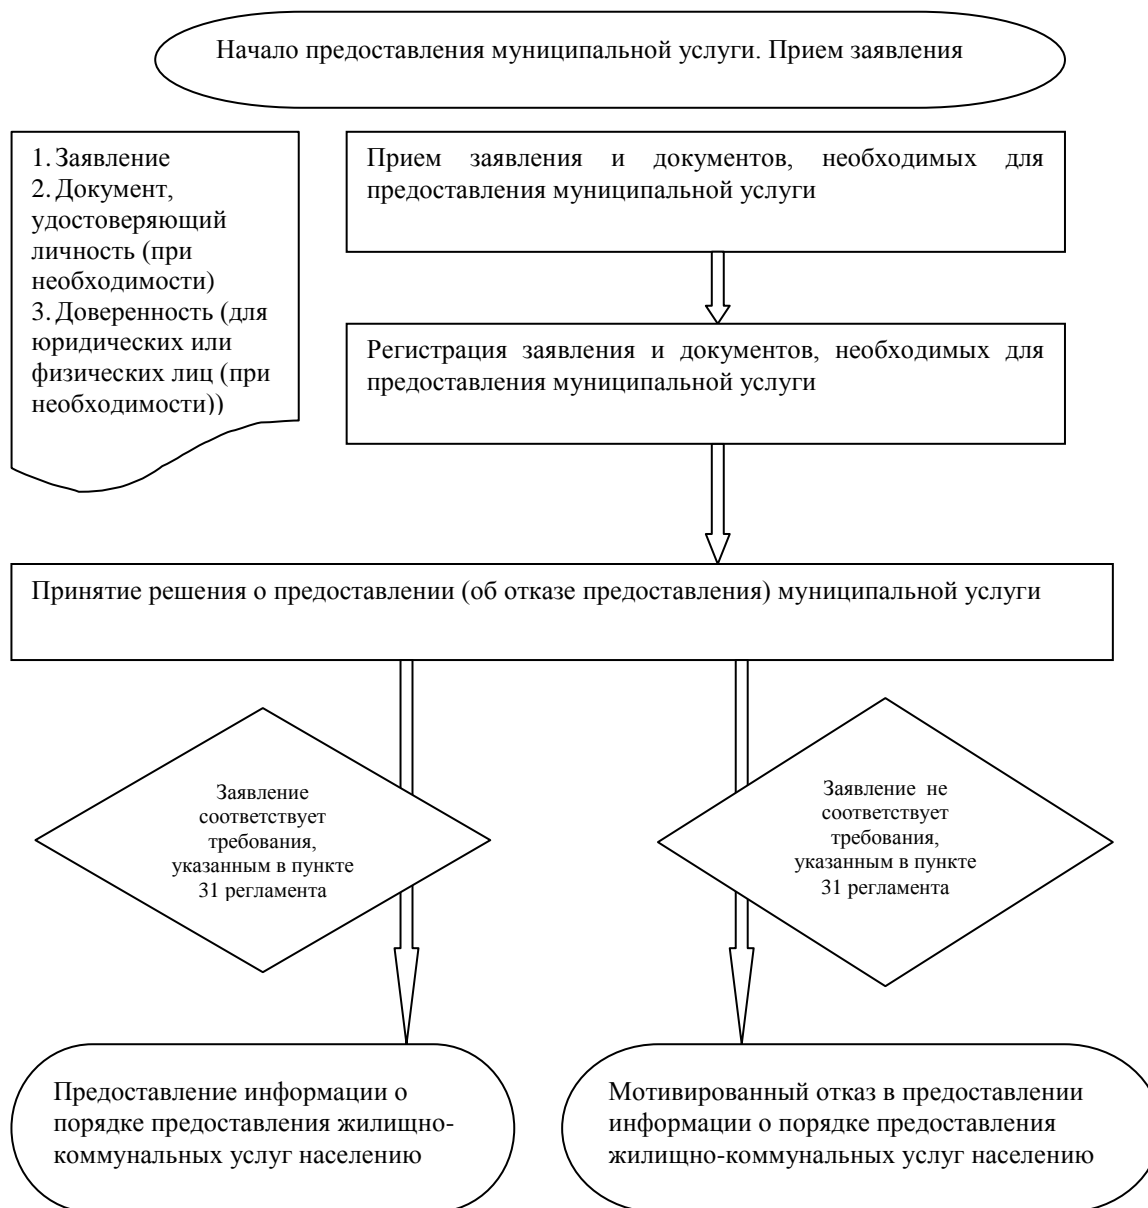 Начало предоставления муниципальной услуги. Прием заявления
1. Заявление
2. Документ,
удостоверяющий
личность (при
необходимости)
3. Доверенность (для
юридических или
физических лиц (при
необходимости))
Прием заявления и документов, необходимых для
предоставления муниципальной услуги
Регистрация заявления и документов, необходимых для
предоставления муниципальной услуги
Принятие решения о предоставлении (об отказе предоставления) муниципальной услуги
Заявление
соответствует
требования,
указанным в пункте
31 регламента
Заявление не
соответствует
требования,
указанным в пункте
31 регламента
Предоставление информации о
порядке предоставления жилищно-
коммунальных услуг населению
Мотивированный отказ в предоставлении
информации о порядке предоставления
жилищно-коммунальных услуг населению